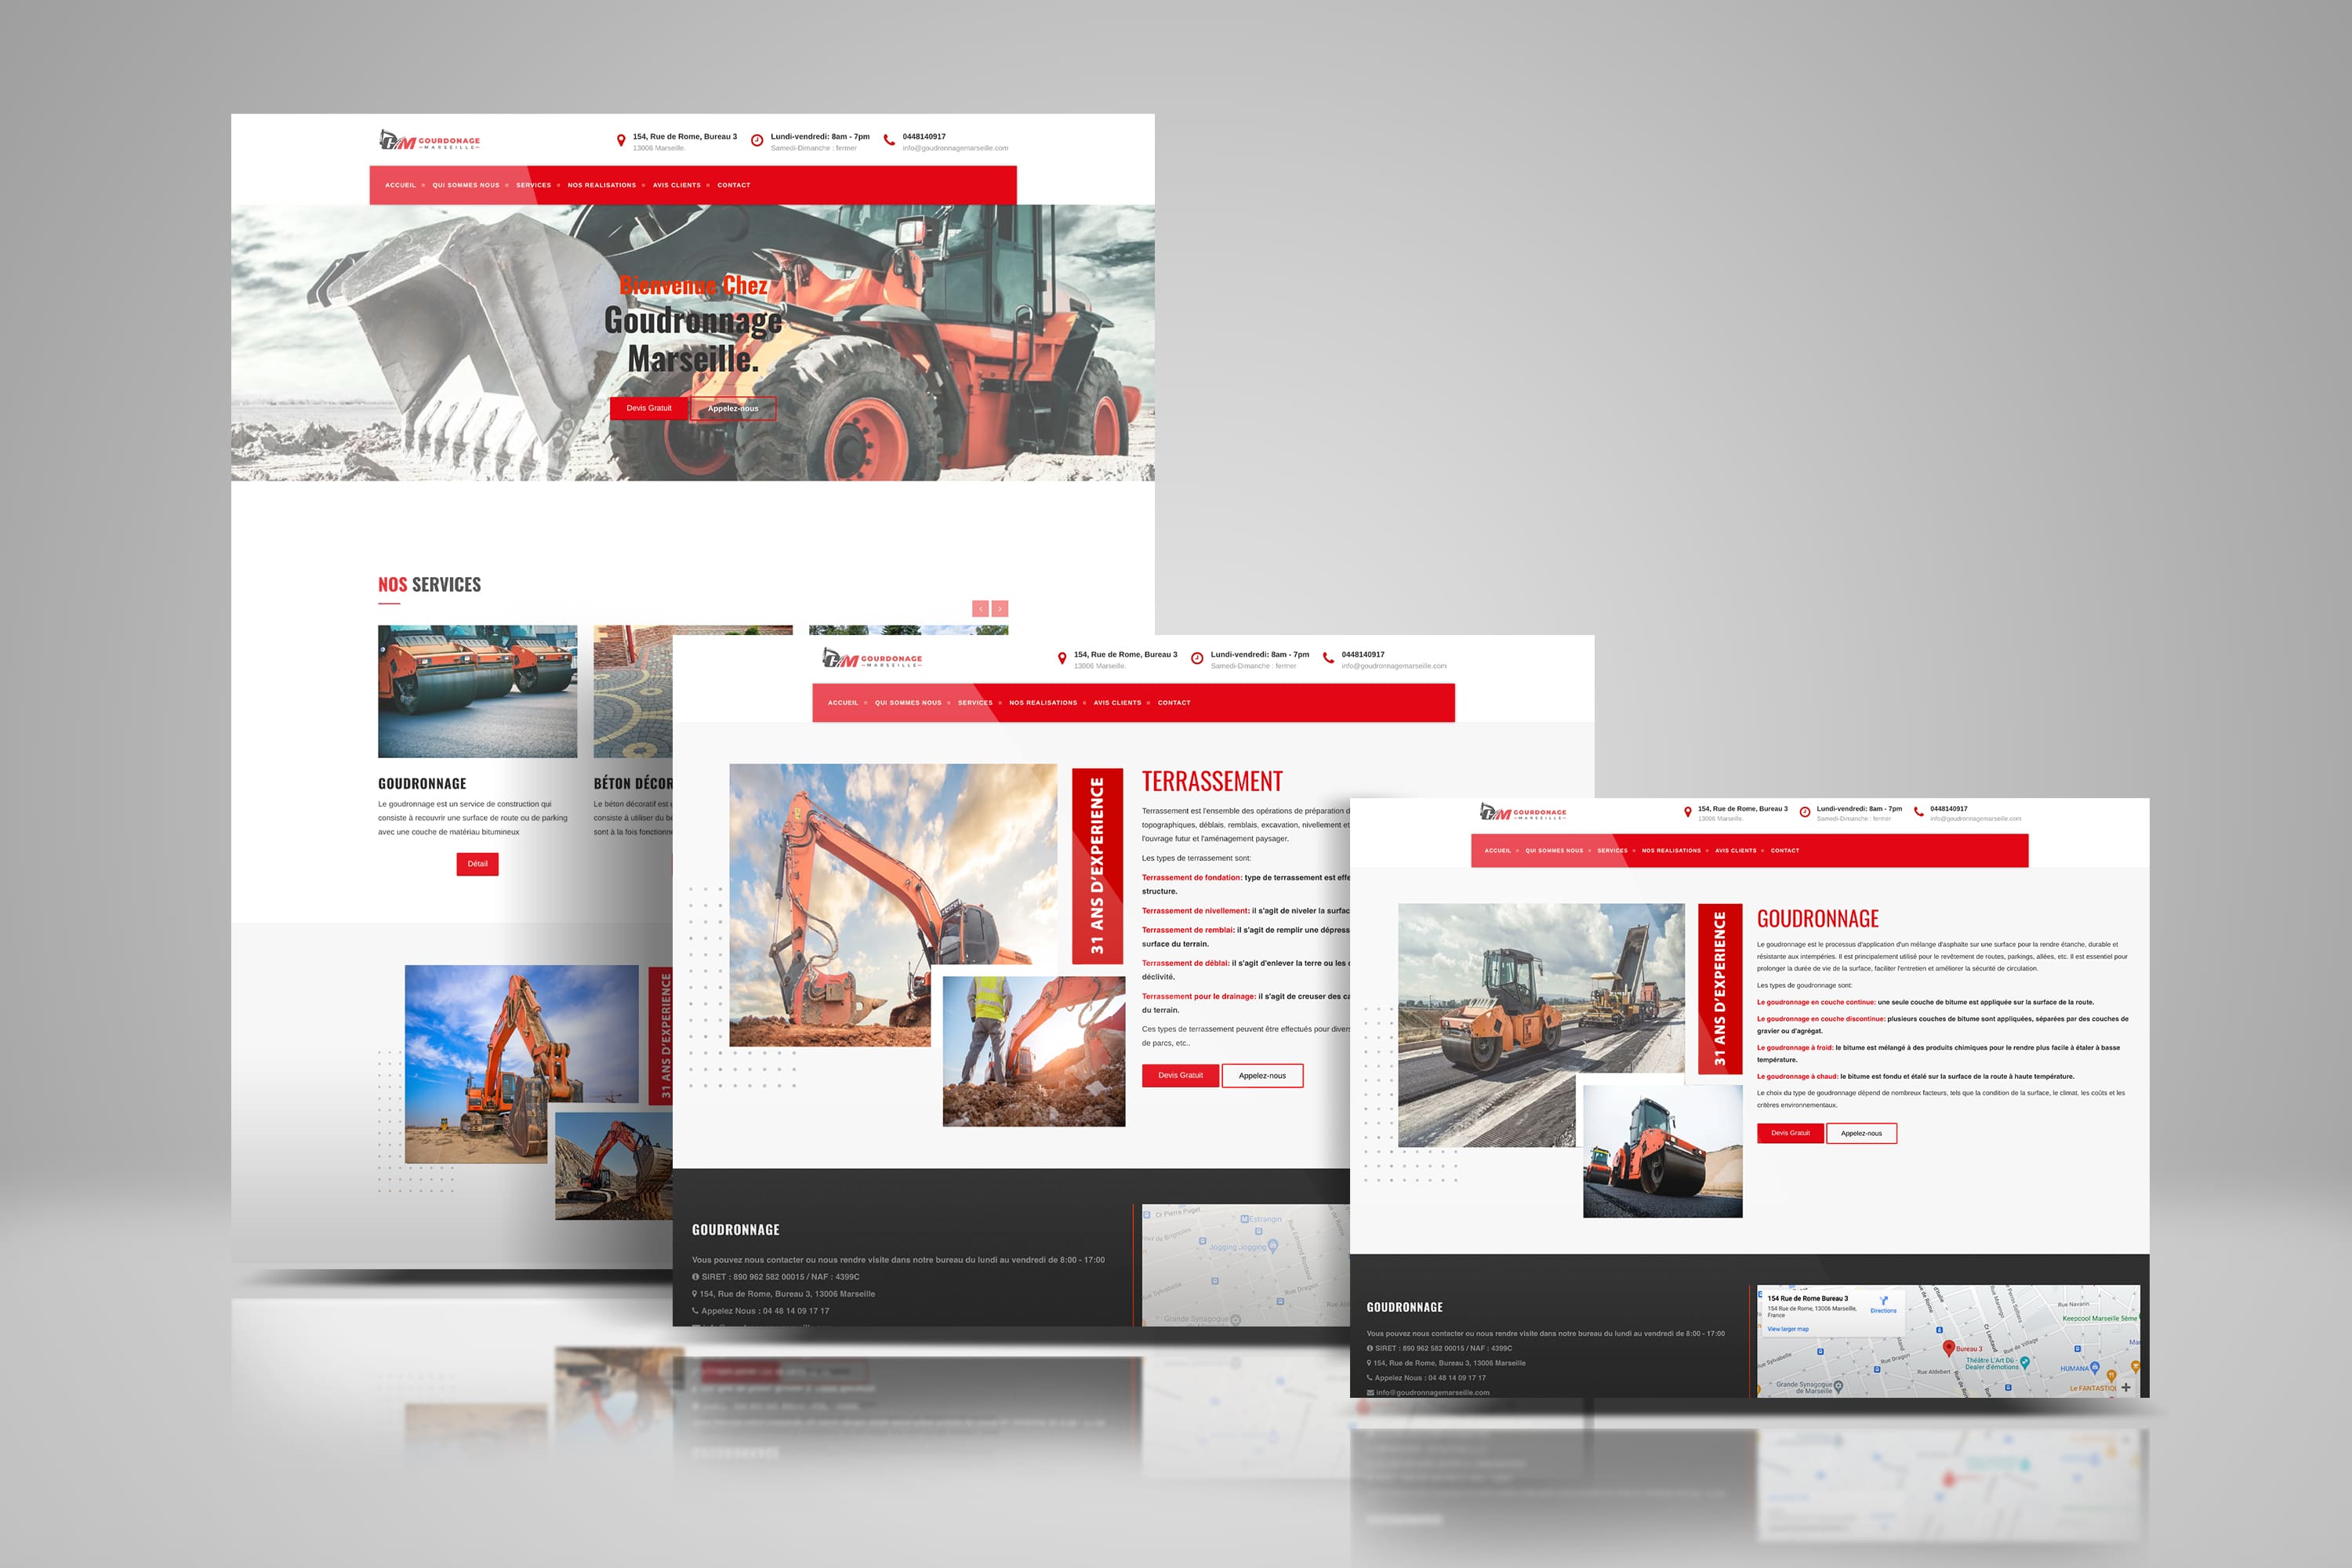 GM GOURDONAGE
MARSEILLE
154, Rue de Rome, Bureau 3
13006 Marseille.
Lundi-vendredi: 8am - 7pm
Samedi-Dimanche : fermer
0448140917
info@goudronnagemarseille.com
ACCUEIL QUI SOMMES NOUS SERVICES NOS REALISATIONS AVIS CLIENTS CONTACT
Bienvenue Chez
Goudronnage
Marseille.
Devis Gratuit Appelez-nous
NOS SERVICES
GOUDRONNAGE
Le goudronnage est un service de construction qui
consiste à recouvrir une surface de route ou de parking
avec une couche de matériau bitumineux
Détail
BÉTON DÉCOR
Le béton décoratif est
consiste à utiliser du
sont à la fois
31 ANS D'EXPERIENCE
GM GOURDONAGE
MARSEILLE
154, Rue de Rome, Bureau 3
13006 Marseille.
Lundi-vendredi: 8am - 7pm
Samedi-Dimanche : fermer
0448140917
info@goudronnagemarseille.com
ACCUEIL QUI SOMMES NOUS SERVICES NOS REALISATIONS AVIS CLIENTS CONTACT
31 ANS D'EXPERIENCE
TERRASSEMENT
Terrassement est l'ensemble des opérations de préparation
topographiques, déblais, remblais, excavation, nivellement et
l'ouvrage futur et l'aménagement paysager.
Les types de terrassement sont:
Terrassement de fondation: type de terrassement est
structure.
Terrassement de nivellement: il s'agit de niveler la
Terrassement de remblai: il s'agit de remplir une
surface du terrain.
Terrassement de déblai: il s'agit d'enlever la terre ou les
déclivité.
Terrassement pour le drainage: il s'agit de creuser des
du terrain.
Ces types de terrassement peuvent être effectués pour
de parcs, etc..
Devis Gratuit Appelez-nous
GOUDRONNAGE
Vous pouvez nous contacter ou nous rendre visite dans notre bureau du lundi au vendredi de 8:00 - 17:00
SIRET : 890 962 582 00015 / NAF : 4399C
154, Rue de Rome, Bureau 3, 13006 Marseille
Appelez Nous : 04 48 14 09 17 17
Cr Pierre Puget
Estrangin
Jogging Jogging
Rue Edmond Rostand
Rue Sylvabelle
Rue Dragon
Grande Synagogue
GM GOURDONAGE
MARSEILLE
154, Rue de Rome, Bureau 3
13006 Marseille.
Lundi-vendredi: 8am - 7pm
Samedi-Dimanche : fermer
0448140917
info@goudronnagemarseille.com
ACCUEIL QUI SOMMES NOUS SERVICES NOS REALISATIONS AVIS CLIENTS CONTACT
31 ANS D'EXPERIENCE
GOUDRONNAGE
Le goudronnage est le processus d'application d'un mélange d'asphalte sur une surface pour la rendre étanche, durable et
résistante aux intempéries. Il est principalement utilisé pour le revêtement de routes, parkings, allées, etc. Il est essentiel pour
prolonger la durée de vie de la surface, faciliter l'entretien et améliorer la sécurité de circulation.
Les types de goudronnage sont:
Le goudronnage en couche continue: une seule couche de bitume est appliquée sur la surface de la route.
Le goudronnage en couche discontinue: plusieurs couches de bitume sont appliquées, séparées par des couches de
gravier ou d'agrégat.
Le goudronnage à froid: le bitume est mélangé à des produits chimiques pour le rendre plus facile à étaler à basse
température.
Le goudronnage à chaud: le bitume est fondu et étalé sur la surface de la route à haute température.
Le choix du type de goudronnage dépend de nombreux facteurs, tels que la condition de la surface, le climat, les coûts et les
critères environnementaux.
Devis Gratuit Appelez-nous
GOUDRONNAGE
Vous pouvez nous contacter ou nous rendre visite dans notre bureau du lundi au vendredi de 8:00 - 17:00
SIRET : 890 962 582 00015 / NAF : 4399C
154, Rue de Rome, Bureau 3, 13006 Marseille
Appelez Nous : 04 48 14 09 17 17
info@goudronnagemarseille.com
154 Rue de Rome Bureau 3
154 Rue de Rome, 13006 Marseille,
France
Directions
View larger map
Rue Navarin
Keepcool Marseille 5ème
Cr Lieutaud
Rue de Village
Bureau 3
Théâtre L'Art Dû -
Dealer d'émotions
Rue Sylvabelle
Rue Dragon
Rue Aldebert
HUMANA
Grande Synagogue
de Marseille
Le FANTASTIQ